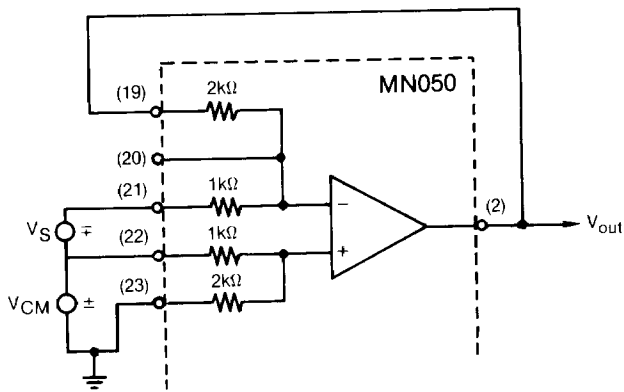 MN050
(19)
2kΩ
(20)
(21)
1kΩ
(2)
−
VS ∓
(22)
1kΩ
+
Vout
VCM ±
(23)
2kΩ